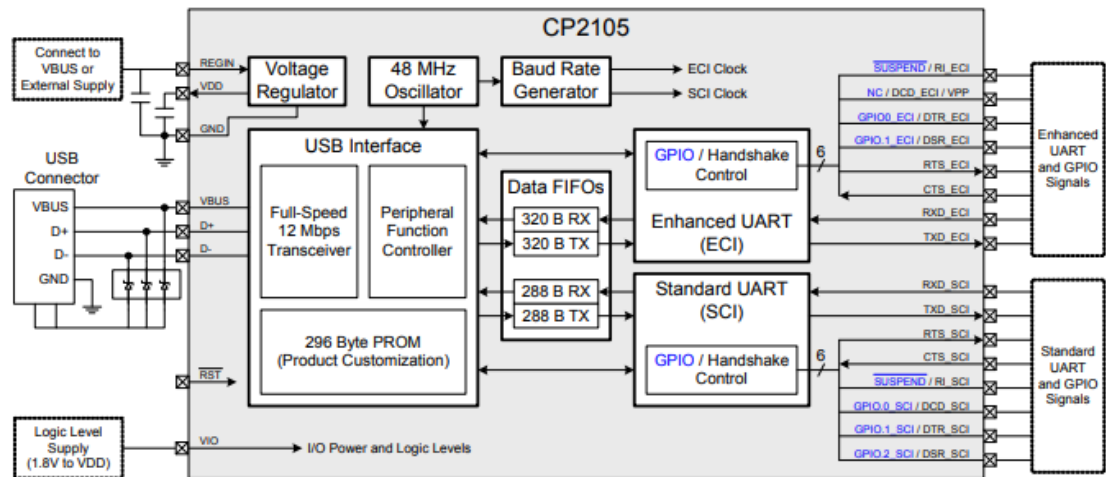 CP2105
Connect to
VBUS or
External Supply
REGIN
VDD
GND
Voltage
Regulator
48 MHz
Oscillator
Baud Rate
Generator
ECI Clock
SCI Clock
USB
Connector
VBUS
D+
D-
GND
VBUS
D+
D-
USB Interface
Full-Speed
12 Mbps
Transceiver
Peripheral
Function
Controller
296 Byte PROM
(Product Customization)
RST
Logic Level
Supply
(1.8V to VDD)
VIO
I/O Power and Logic Levels
Data FIFOs
320 B RX
320 B TX
288 B RX
288 B TX
GPIO / Handshake
Control
Enhanced UART
(ECI)
6
Standard UART
(SCI)
GPIO / Handshake
Control
6
SUSPEND / RI_ECI
NC / DCD_ECI / VPP
GPIO0_ECI / DTR_ECI
GPIO.1_ECI / DSR_ECI
RTS_ECI
CTS_ECI
RXD_ECI
TXD_ECI
Enhanced
UART
and GPIO
Signals
RXD_SCI
TXD_SCI
RTS_SCI
CTS_SCI
SUSPEND / RI_SCI
GPIO.0_SCI / DCD_SCI
GPIO.1_SCI / DTR_SCI
GPIO.2_SCI / DSR_SCI
Standard
UART
and GPIO
Signals